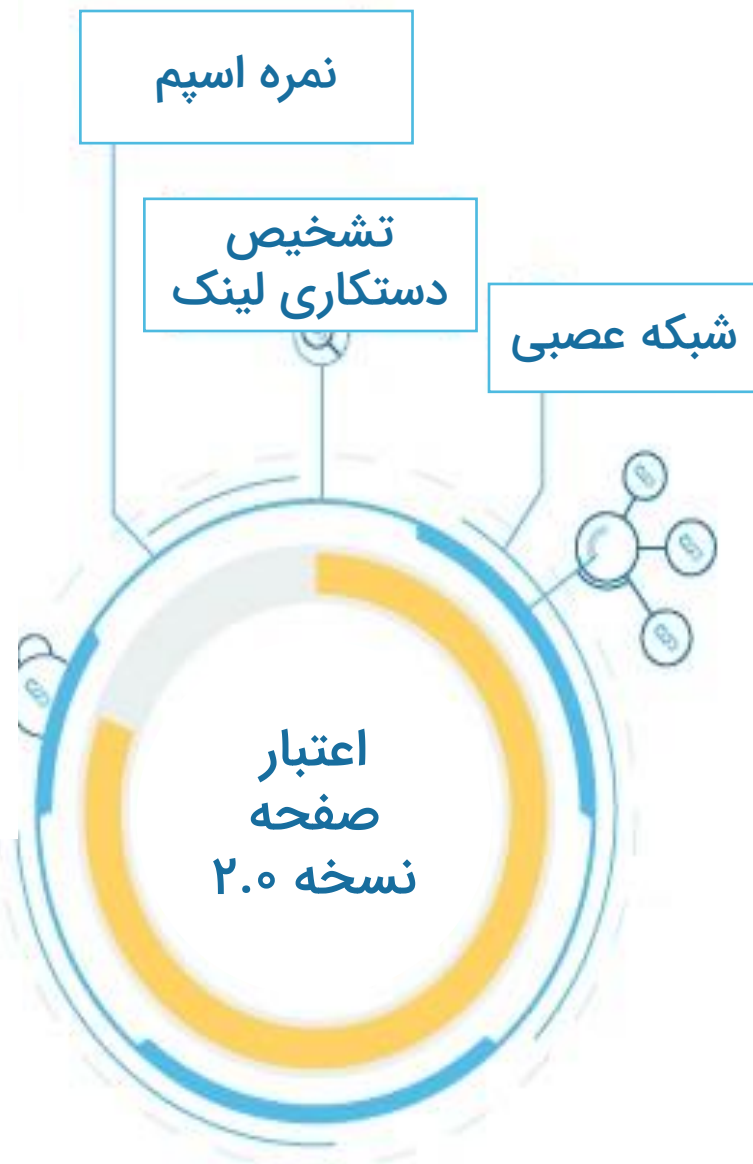 نمره اسپم
تشخیص
دستکاری لینک
شبکه عصبی
اعتبار
صفحه
نسخه ۲.۰